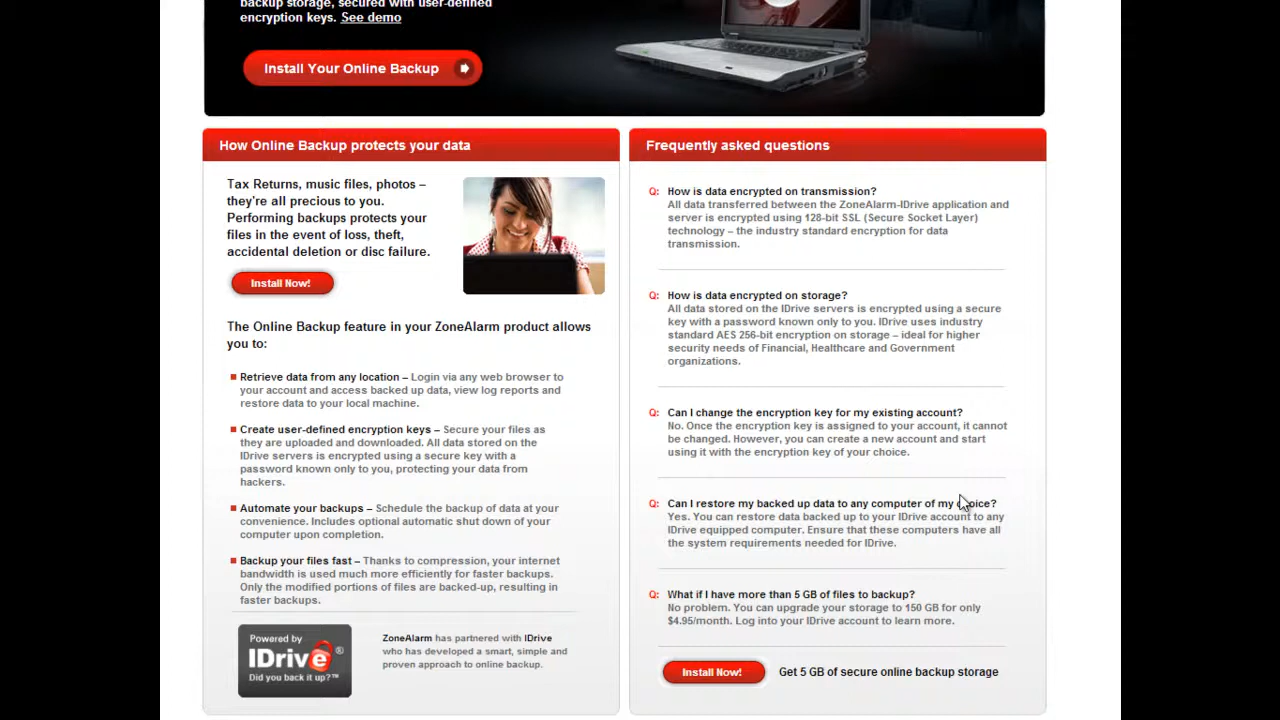 backup storage, secured with user-defined
encryption keys. See demo
Install Your Online Backup
How Online Backup protects your data
Tax Returns, music files, photos –
they're all precious to you.
Performing backups protects your
files in the event of loss, theft,
accidental deletion or disc failure.
Install Now!
The Online Backup feature in your ZoneAlarm product allows
you to:
Retrieve data from any location – Login via any web browser to
your account and access backed up data, view log reports and
restore data to your local machine.
Create user-defined encryption keys – Secure your files as
they are uploaded and downloaded. All data stored on the
IDrive servers is encrypted using a secure key with a
password known only to you, protecting your data from
hackers.
Automate your backups – Schedule the backup of data at your
convenience. Includes optional automatic shut down of your
computer upon completion.
Backup your files fast – Thanks to compression, your internet
bandwidth is used much more efficiently for faster backups.
Only the modified portions of files are backed-up, resulting in
faster backups.
Powered by
IDrive®
Did you back it up?™
ZoneAlarm has partnered with IDrive
who has developed a smart, simple and
proven approach to online backup.
Frequently asked questions
Q: How is data encrypted on transmission?
All data transferred between the ZoneAlarm-IDrive application and
server is encrypted using 128-bit SSL (Secure Socket Layer)
technology – the industry standard encryption for data
transmission.
Q: How is data encrypted on storage?
All data stored on the IDrive servers is encrypted using a secure
key with a password known only to you. IDrive uses industry
standard AES 256-bit encryption on storage – ideal for higher
security needs of Financial, Healthcare and Government
organizations.
Q: Can I change the encryption key for my existing account?
No. Once the encryption key is assigned to your account, it cannot
be changed. However, you can create a new account and start
using it with the encryption key of your choice.
Q: Can I restore my backed up data to any computer of my choice?
Yes. You can restore data backed up to your IDrive account to any
IDrive equipped computer. Ensure that these computers have all
the system requirements needed for IDrive.
Q: What if I have more than 5 GB of files to backup?
No problem. You can upgrade your storage to 150 GB for only
$4.95/month. Log into your IDrive account to learn more.
Install Now! Get 5 GB of secure online backup storage